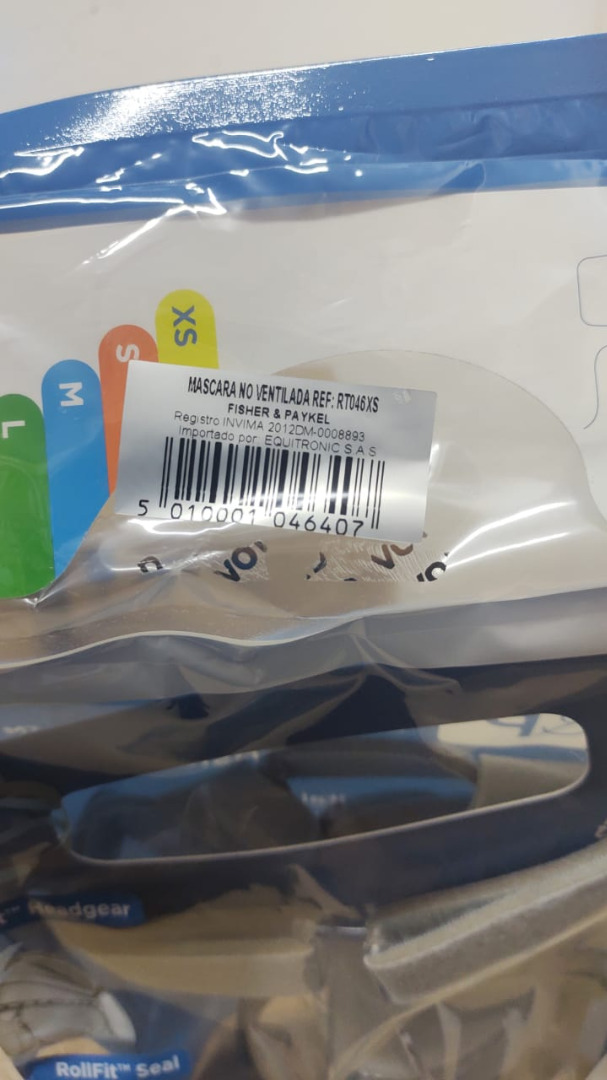 XS
S
M
L
MASCARA NO VENTILADA REF: RT046XS
FISHER & PAYKEL
Registro INVIMA 2012DM-0008893
Importado por: EQUITRONIC S.A.S
5 010001 046407
Headgear
RollFit™ Seal